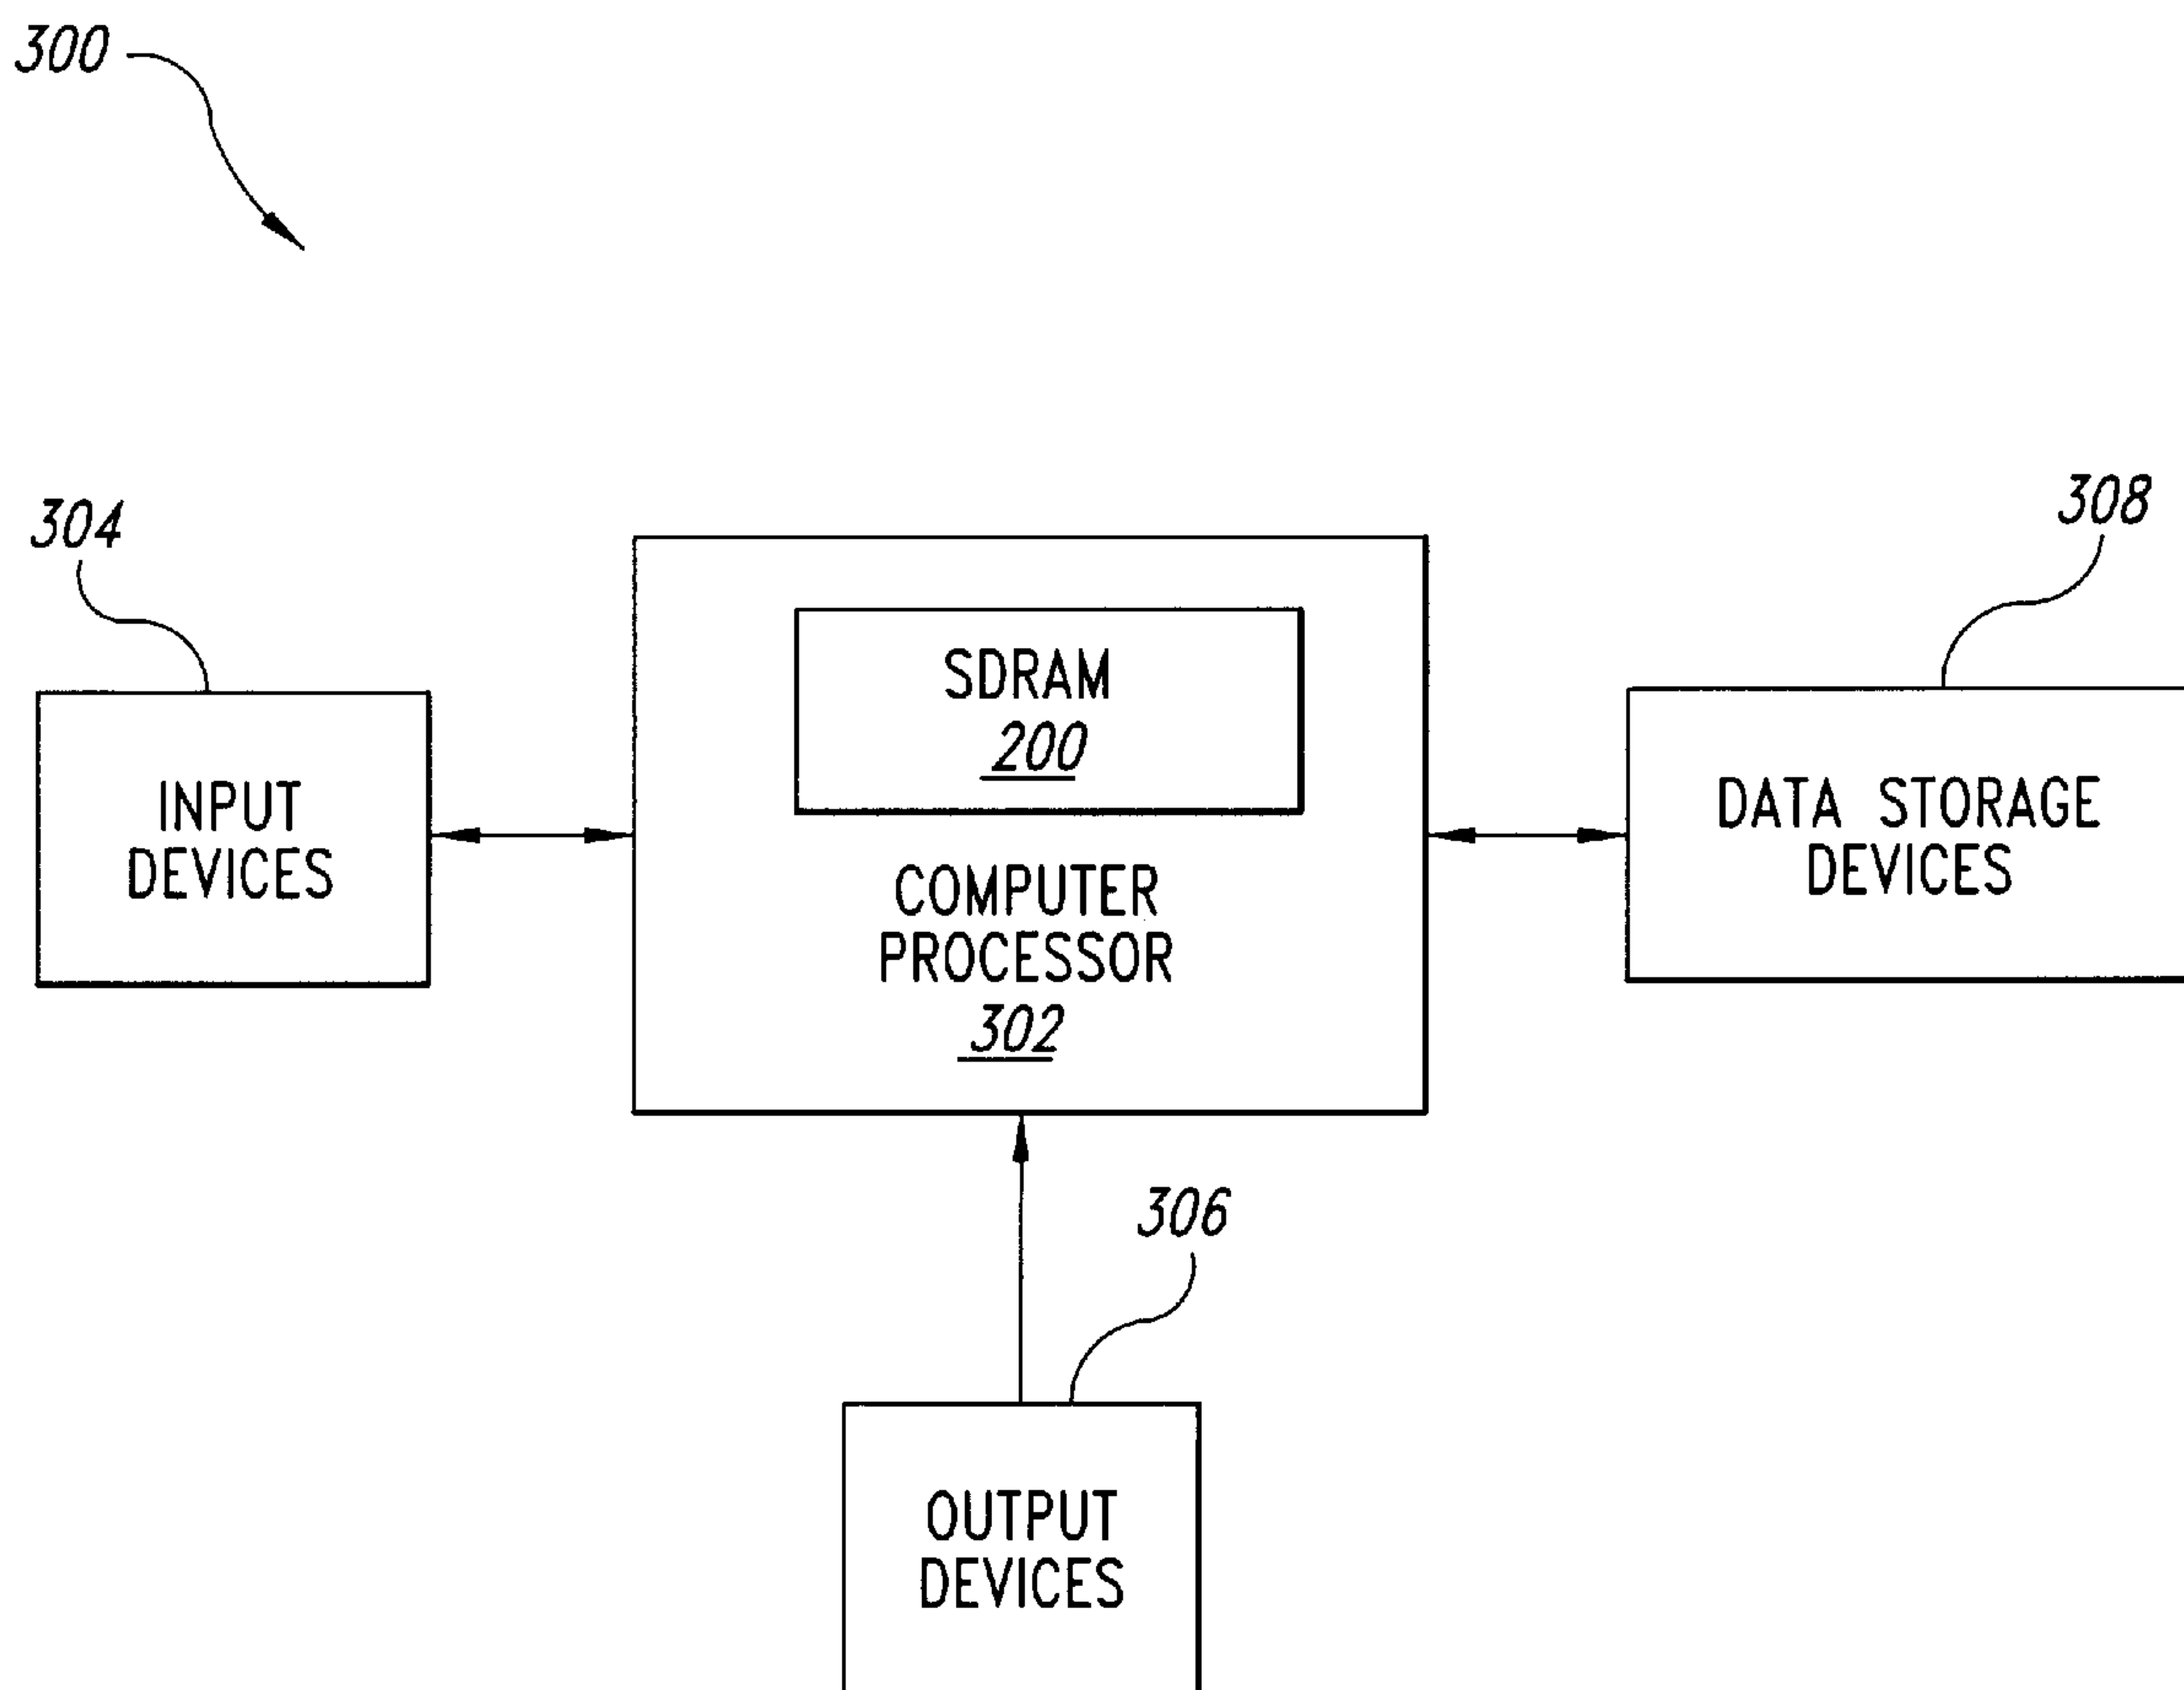 300
304
308
SDRAM
200
INPUT
DEVICES
COMPUTER
PROCESSOR
302
DATA STORAGE
DEVICES
306
OUTPUT
DEVICES